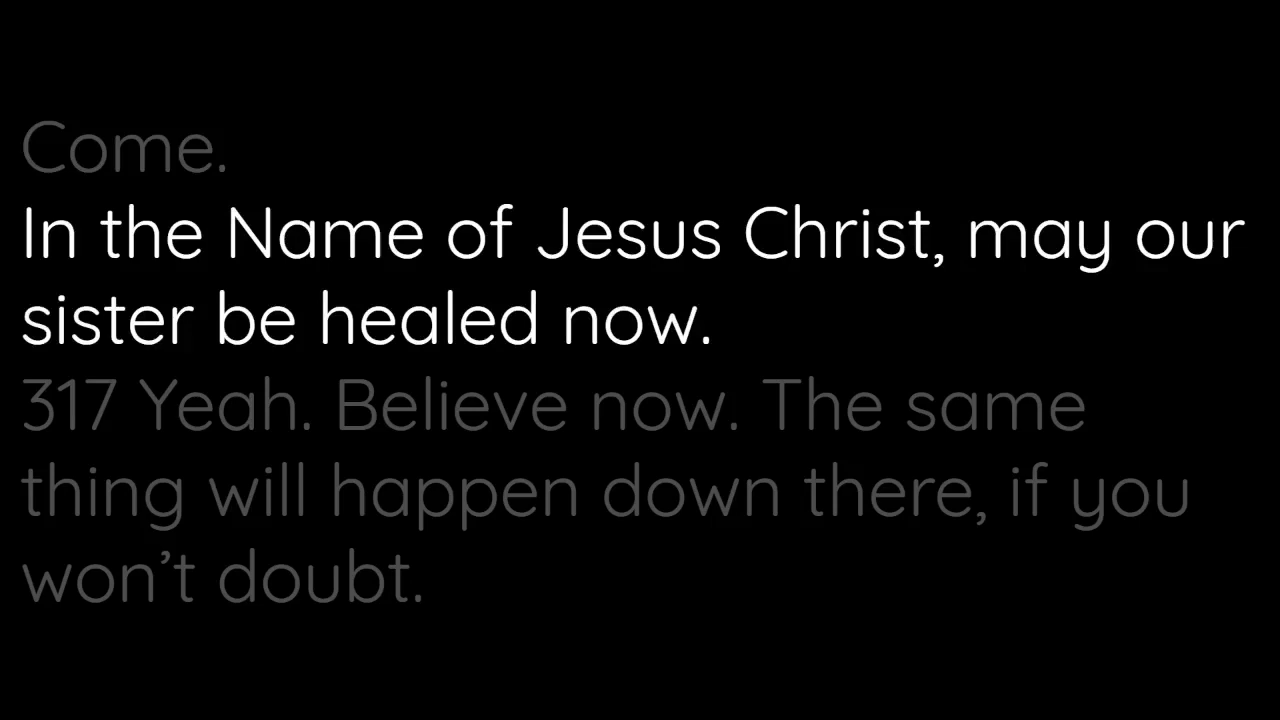 Come.
In the Name of Jesus Christ, may our
sister be healed now.
317 Yeah. Believe now. The same
thing will happen down there, if you
won’t doubt.